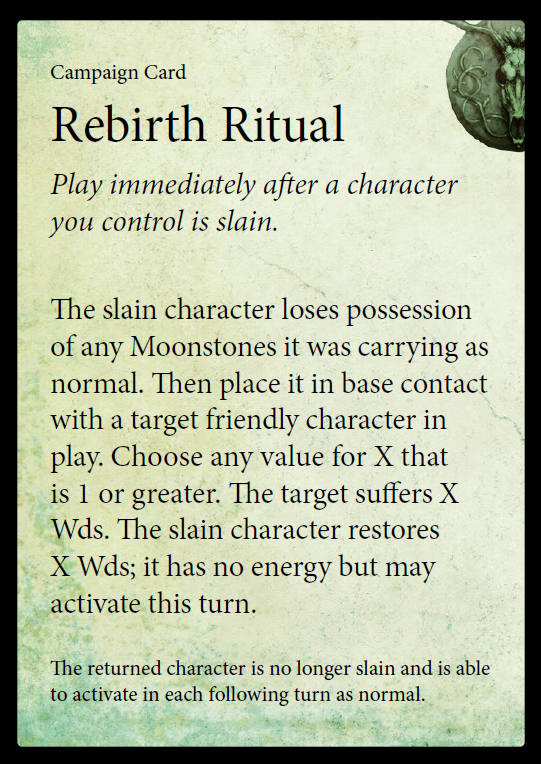 Campaign Card
Rebirth Ritual
Play immediately after a character
you control is slain.
The slain character loses possession
of any Moonstones it was carrying as
normal. Then place it in base contact
with a target friendly character in
play. Choose any value for X that
is 1 or greater. The target suffers X
Wds. The slain character restores
X Wds; it has no energy but may
activate this turn.
The returned character is no longer slain and is able
to activate in each following turn as normal.